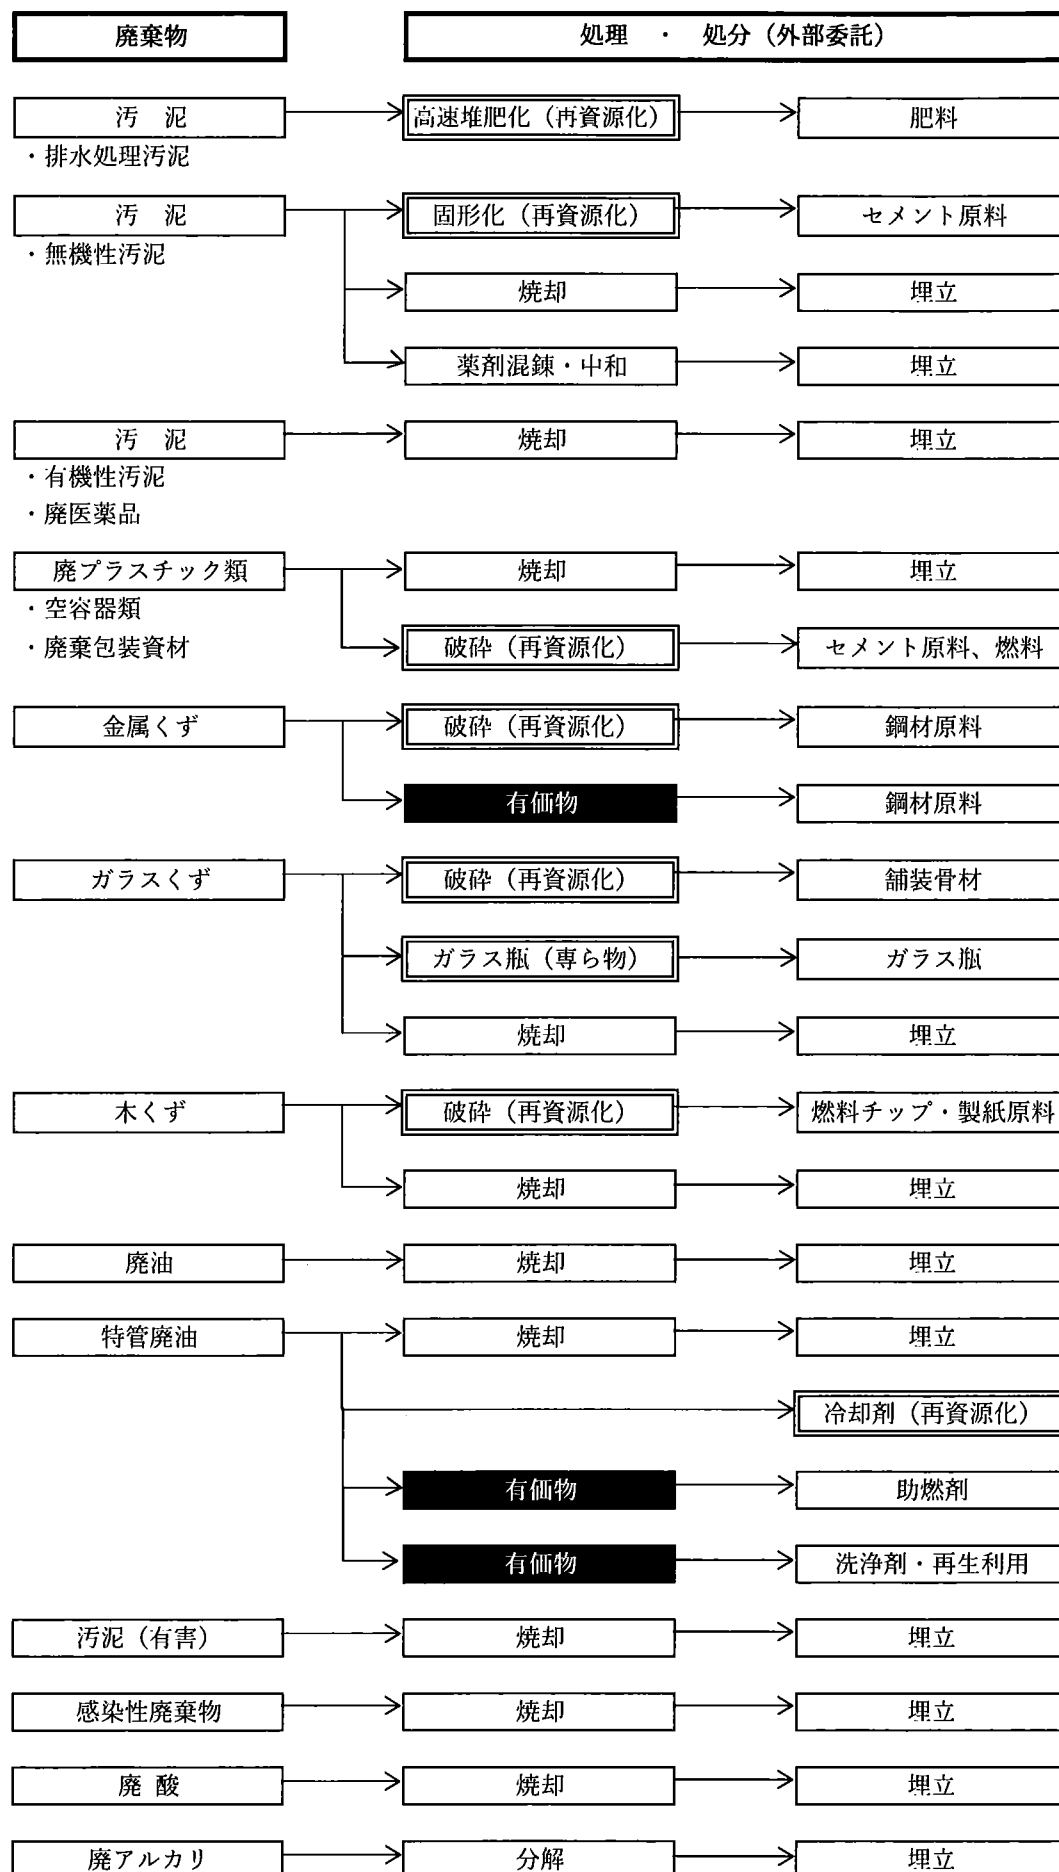 廃棄物 処理 ・ 処分（外部委託）
汚 泥 高速堆肥化（再資源化） 肥料
・排水処理汚泥
汚 泥 固形化（再資源化） セメント原料
・無機性汚泥
焼却 埋立
薬剤混錬・中和 埋立
汚 泥 焼却 埋立
・有機性汚泥
・廃医薬品
廃プラスチック類 焼却 埋立
・空容器類
・廃棄包装資材 破砕（再資源化） セメント原料、燃料
金属くず 破砕（再資源化） 鋼材原料
有価物 鋼材原料
ガラスくず 破砕（再資源化） 舗装骨材
ガラス瓶（専ら物） ガラス瓶
焼却 埋立
木くず 破砕（再資源化） 燃料チップ・製紙原料
焼却 埋立
廃油 焼却 埋立
特管廃油 焼却 埋立
冷却剤（再資源化）
有価物 助燃剤
有価物 洗浄剤・再生利用
汚泥（有害） 焼却 埋立
感染性廃棄物 焼却 埋立
廃 酸 焼却 埋立
廃アルカリ 分解 埋立